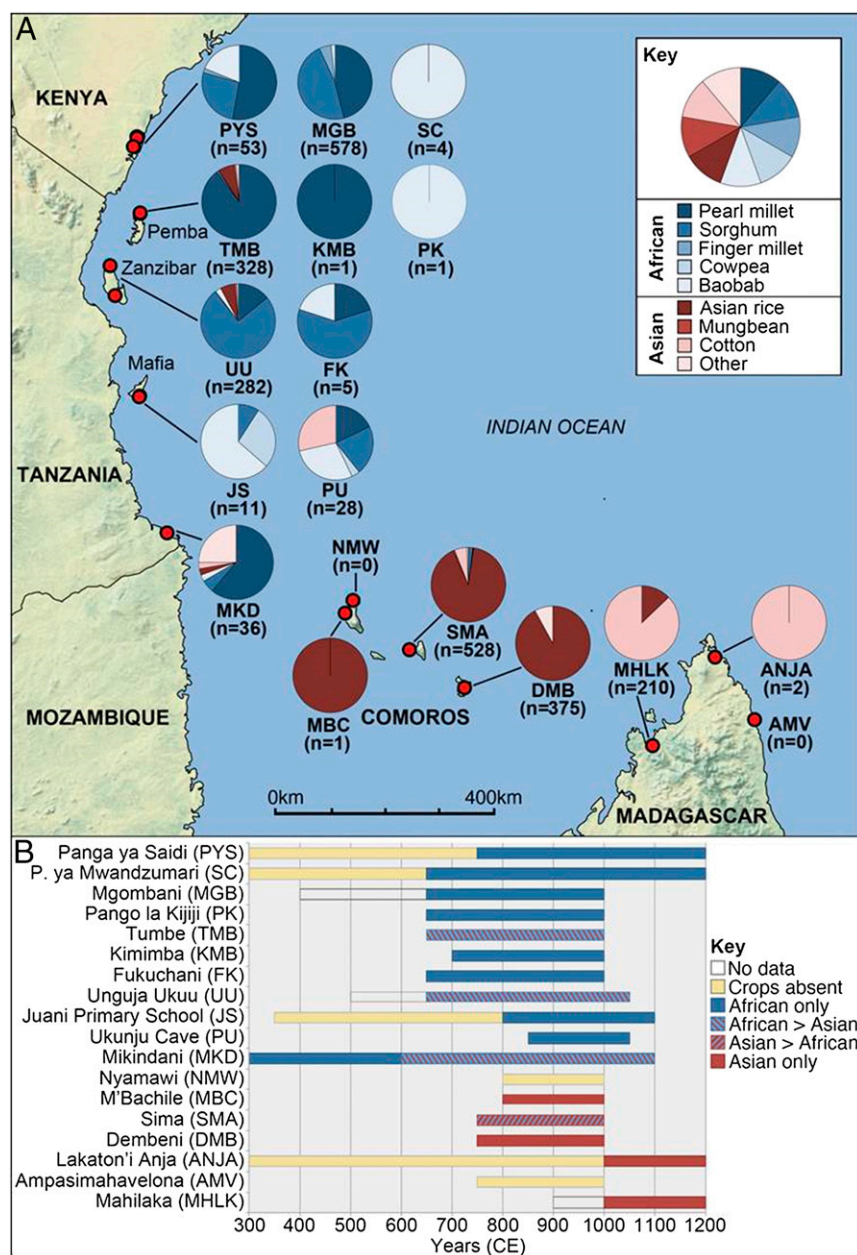 A
KENYA
PYS
(n=53)
MGB
(n=578)
SC
(n=4)
Pemba
TMB
(n=328)
KMB
(n=1)
PK
(n=1)
Zanzibar
UU
(n=282)
FK
(n=5)
Mafia
TANZANIA
JS
(n=11)
PU
(n=28)
INDIAN OCEAN
MKD
(n=36)
NMW
(n=0)
SMA
(n=528)
MBC
(n=1)
COMOROS
DMB
(n=375)
MHLK
(n=210)
ANJA
(n=2)
AMV
(n=0)
MOZAMBIQUE
MADAGASCAR
0km 400km
Key
African
Pearl millet
Sorghum
Finger millet
Cowpea
Baobab
Asian
Asian rice
Mungbean
Cotton
Other
B
Panga ya Saidi (PYS)
P. ya Mwandzumari (SC)
Mgombani (MGB)
Pango la Kijiji (PK)
Tumbe (TMB)
Kimimba (KMB)
Fukuchani (FK)
Unguja Ukuu (UU)
Juani Primary School (JS)
Ukunju Cave (PU)
Mikindani (MKD)
Nyamawi (NMW)
M'Bachile (MBC)
Sima (SMA)
Dembeni (DMB)
Lakaton'i Anja (ANJA)
Ampasimahavelona (AMV)
Mahilaka (MHLK)
300 400 500 600 700 800 900 1000 1100 1200
Years (CE)
Key
No data
Crops absent
African only
African > Asian
Asian > African
Asian only